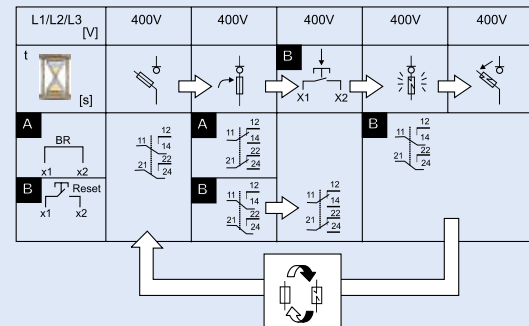 L1/L2/L3 [V]
400V
400V
400V
400V
400V
t
[s]
B
X1 X2
A
BR
x1 x2
11 12
14
21 22
24
A
11 12
14
21 22
24
B
11 12
14
21 22
24
B
Reset
x1 x2
B
11 12
14
21 22
24
11 12
14
21 22
24